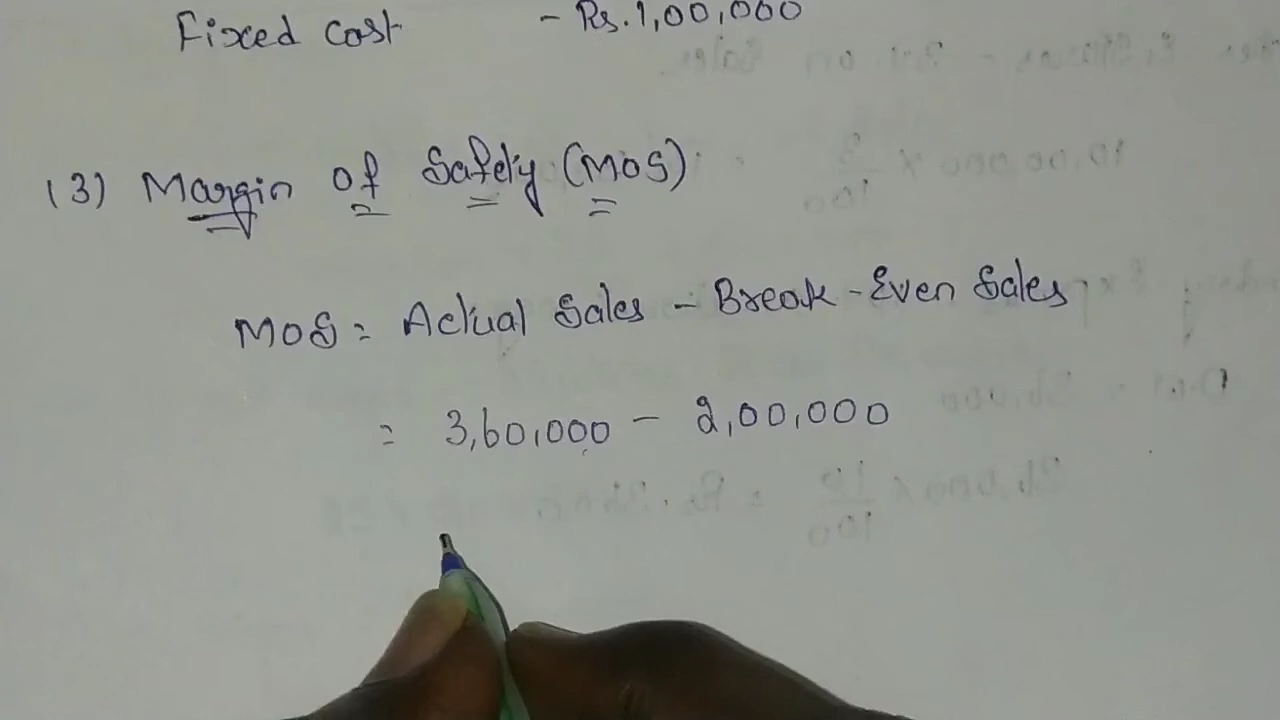 Fixed cost - Rs.1,00,000
(3) Margin of Safety (MOS)
MOS = Actual Sales - Break-Even Sales
= 3,60,000 - 2,00,000